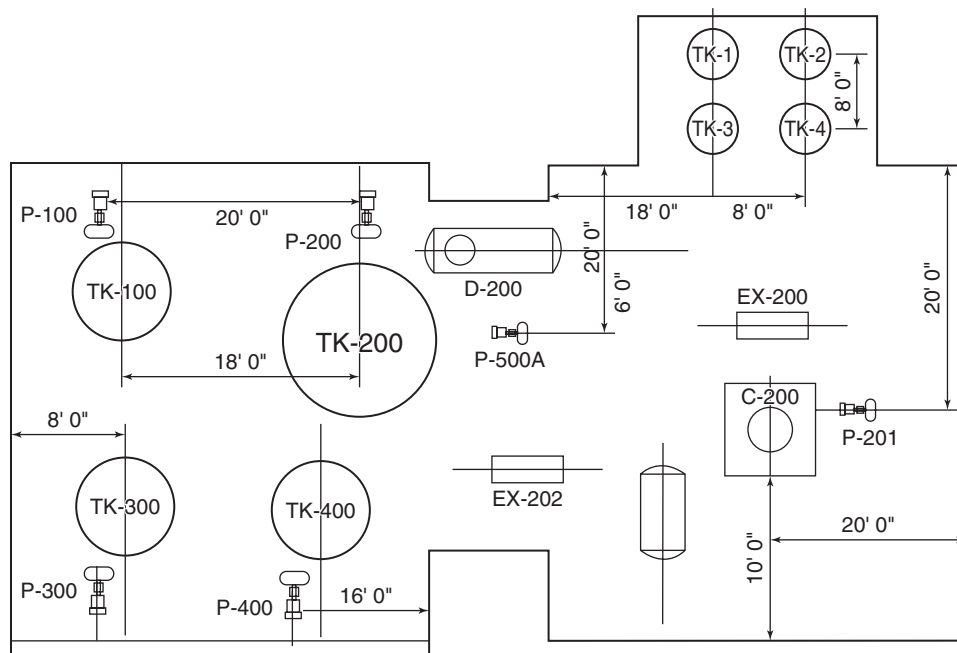 TK-1
TK-2
8' 0"
TK-3
TK-4
P-100
20' 0"
P-200
18' 0"
8' 0"
20' 0"
6' 0"
20' 0"
D-200
TK-100
EX-200
TK-200
P-500A
18' 0"
C-200
P-201
8' 0"
EX-202
TK-300
TK-400
20' 0"
10' 0"
P-300
P-400
16' 0"